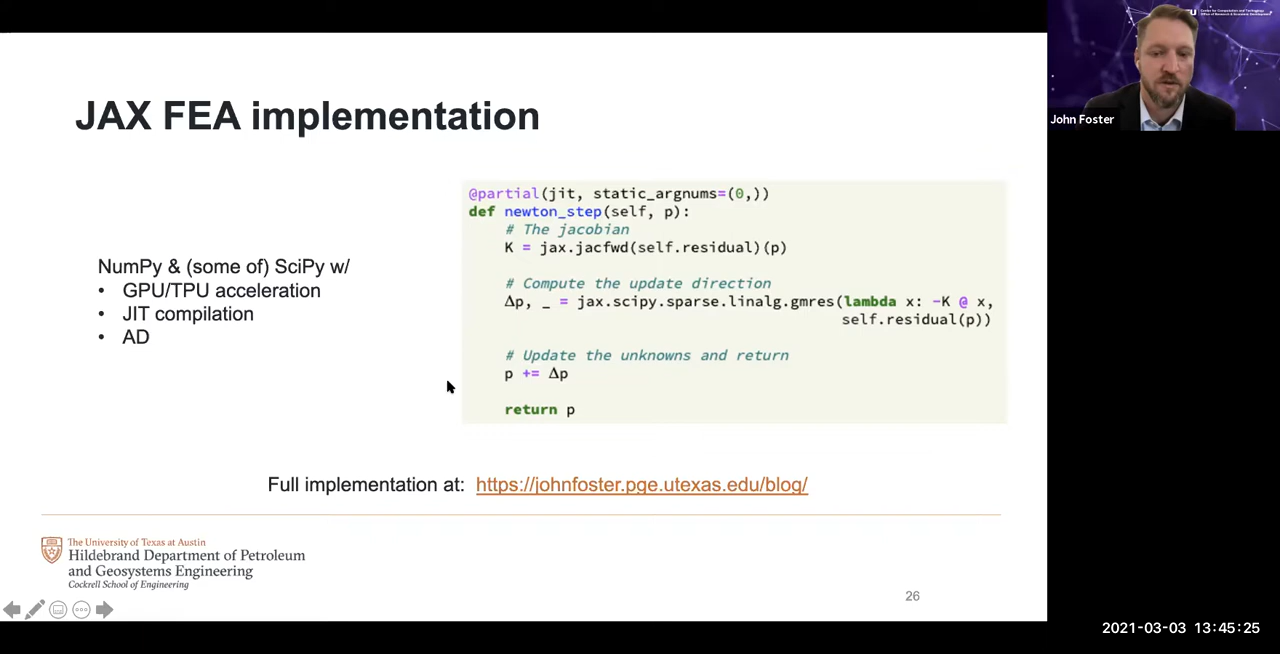 JAX FEA implementation
NumPy & (some of) SciPy w/
• GPU/TPU acceleration
• JIT compilation
• AD
@partial(jit, static_argnums=(0,))
def newton_step(self, p):
# The jacobian
K = jax.jacfwd(self.residual)(p)
# Compute the update direction
Δp, _ = jax.scipy.sparse.linalg.gmres(lambda x: -K @ x,
self.residual(p))
# Update the unknowns and return
p += Δp
return p
Full implementation at: https://johnfoster.pge.utexas.edu/blog/
The University of Texas at Austin
Hildebrand Department of Petroleum
and Geosystems Engineering
Cockrell School of Engineering
26
John Foster
2021-03-03 13:45:25